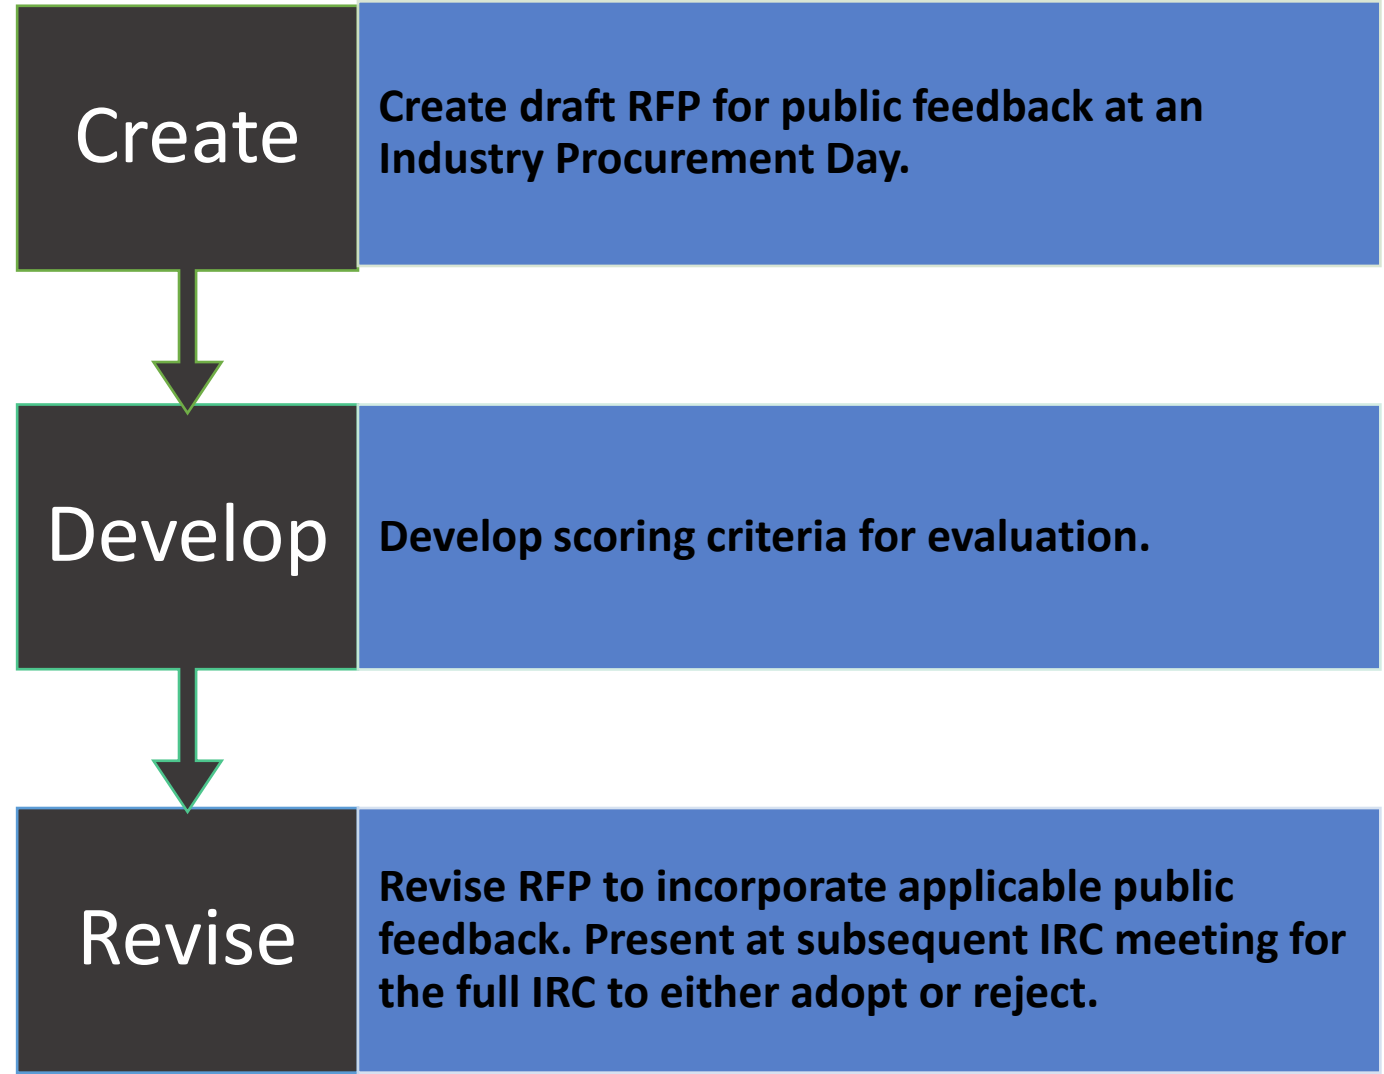 Create
Create draft RFP for public feedback at an
Industry Procurement Day.
Develop
Develop scoring criteria for evaluation.
Revise
Revise RFP to incorporate applicable public
feedback. Present at subsequent IRC meeting for
the full IRC to either adopt or reject.